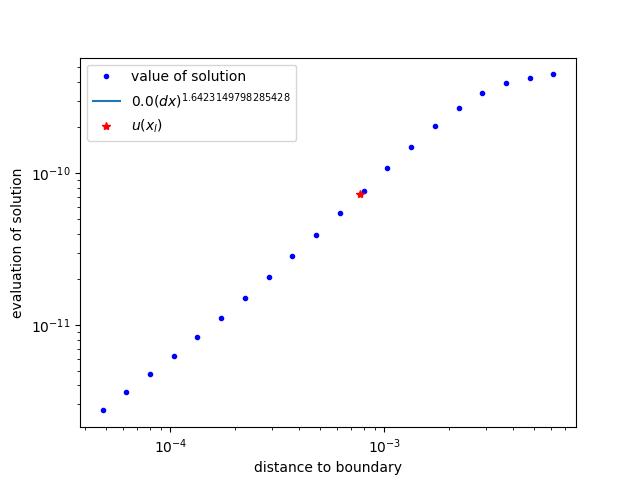 value of solution
0.0(dx)^1.6423149798285428
u(x_l)
10^-10
10^-11
10^-4
10^-3
evaluation of solution
distance to boundary